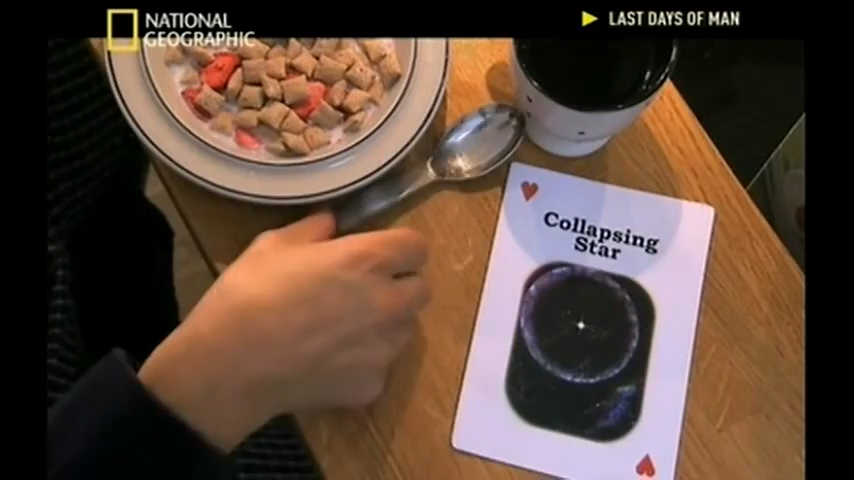 NATIONAL
GEOGRAPHIC
LAST DAYS OF MAN
Collapsing
Star